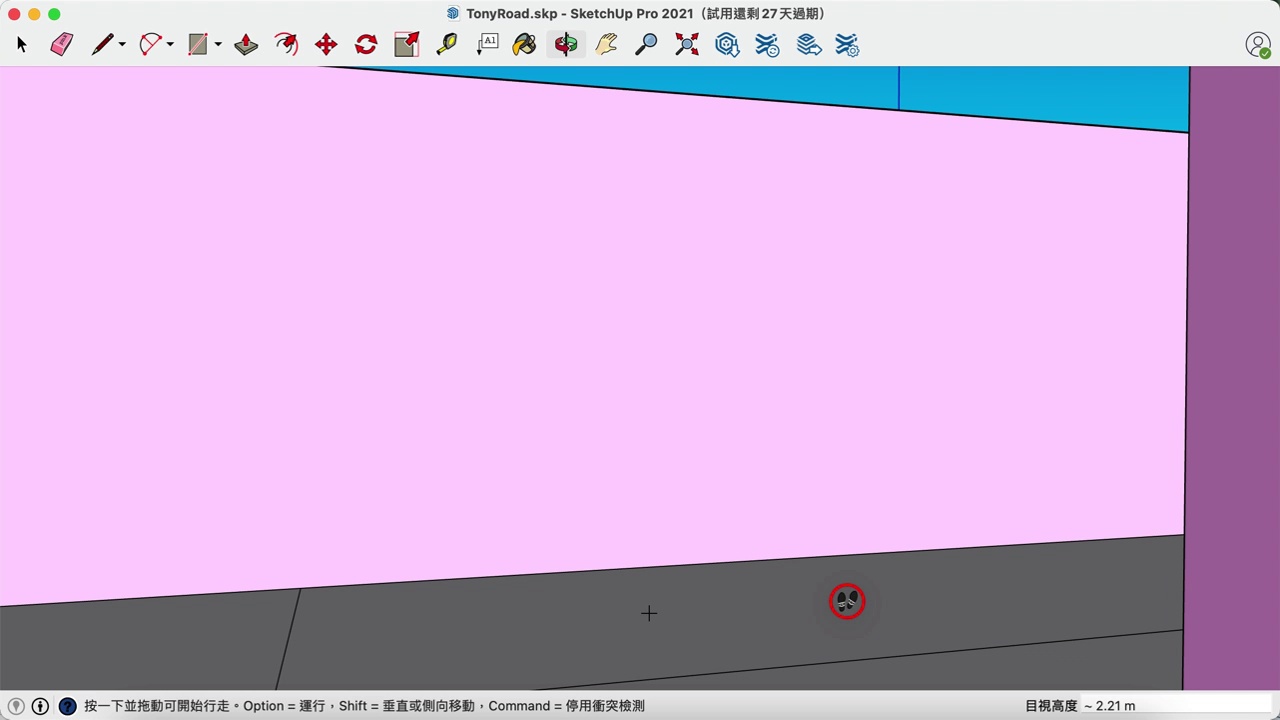 TonyRoad.skp - SketchUp Pro 2021（試用還剩 27 天過期）
A1
按一下並拖動可開始行走。Option = 運行，Shift = 垂直或側向移動，Command = 停用衝突檢測
目視高度 ~ 2.21 m